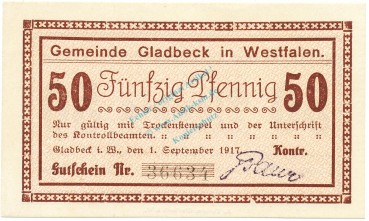 Gemeinde Gladbeck in Westfalen.
50 Fünfzig Pfennig 50
Nur gültig mit Trockenstempel und der Unterschrift
des Kontrollbeamten.
Gladbeck i. W., den 1. September 1917. Kontr.
Gutschein Nr. 36634